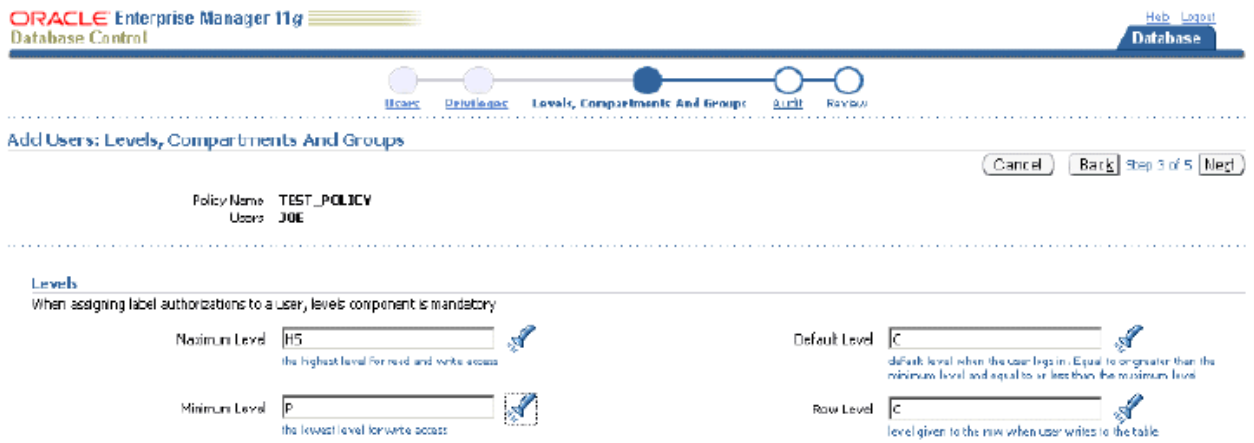 ORACLE Enterprise Manager 11g
Database Control
Help Logout
Database
Users Privileges Levels, Compartments And Groups Audit Review
Add Users: Levels, Compartments And Groups
Cancel Back Step 3 of 5 Next
Policy Name TEST_POLICY
Users JOE
Levels
When assigning label authorizations to a user, levels component is mandatory
Maximum Level HS
the highest level for read and write access
Default Level C
default level when the user logs in. Equal to or greater than the
minimum level and equal to or less than the maximum level
Minimum Level P
the lowest level for write access
Row Level C
level given to the row when user writes to the table